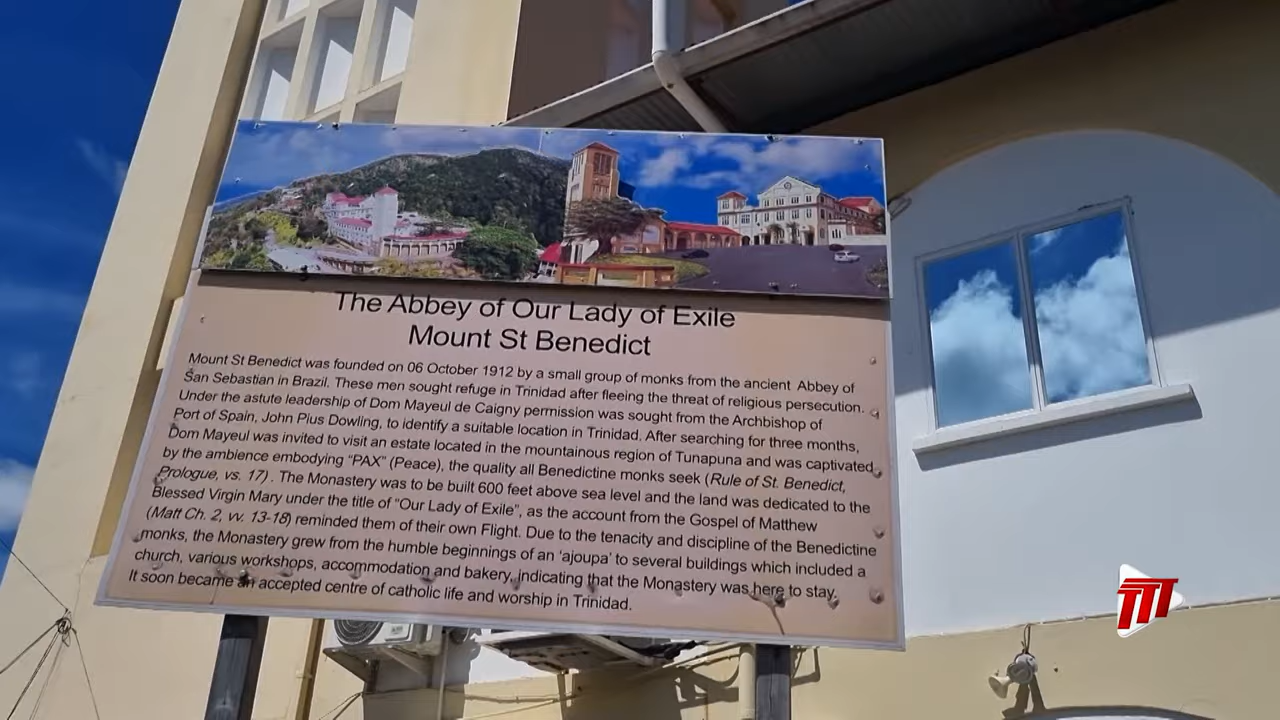 The Abbey of Our Lady of Exile
Mount St Benedict
Mount St Benedict was founded on 06 October 1912 by a small group of monks from the ancient Abbey of
San Sebastian in Brazil. These men sought refuge in Trinidad after fleeing the threat of religious persecution.
Under the astute leadership of Dom Mayeul de Caigny permission was sought from the Archbishop of
Port of Spain, John Pius Dowling, to identify a suitable location in Trinidad. After searching for three months,
Dom Mayeul was invited to visit an estate located in the mountainous region of Tunapuna and was captivated
by the ambience embodying "PAX" (Peace), the quality all Benedictine monks seek (Rule of St. Benedict,
Prologue, vs. 17). The Monastery was to be built 600 feet above sea level and the land was dedicated to the
Blessed Virgin Mary under the title of "Our Lady of Exile", as the account from the Gospel of Matthew
(Matt Ch. 2, vv. 13-18) reminded them of their own Flight. Due to the tenacity and discipline of the Benedictine
monks, the Monastery grew from the humble beginnings of an 'ajoupa' to several buildings which included a
church, various workshops, accommodation and bakery, indicating that the Monastery was here to stay.
It soon became an accepted centre of catholic life and worship in Trinidad.
TTT